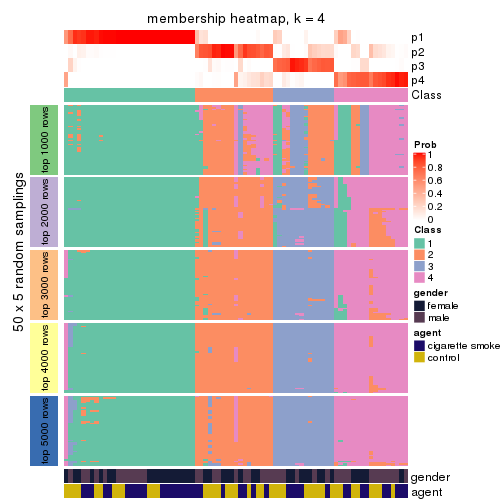 membership heatmap, k = 4
p1
p2
p3
p4
Class
50 x 5 random samplings
top 1000 rows
top 2000 rows
top 3000 rows
top 4000 rows
top 5000 rows
Prob
1
0.8
0.6
0.4
0.2
0
Class
1
2
3
4
gender
female
male
agent
cigarette smoke
control
gender
agent